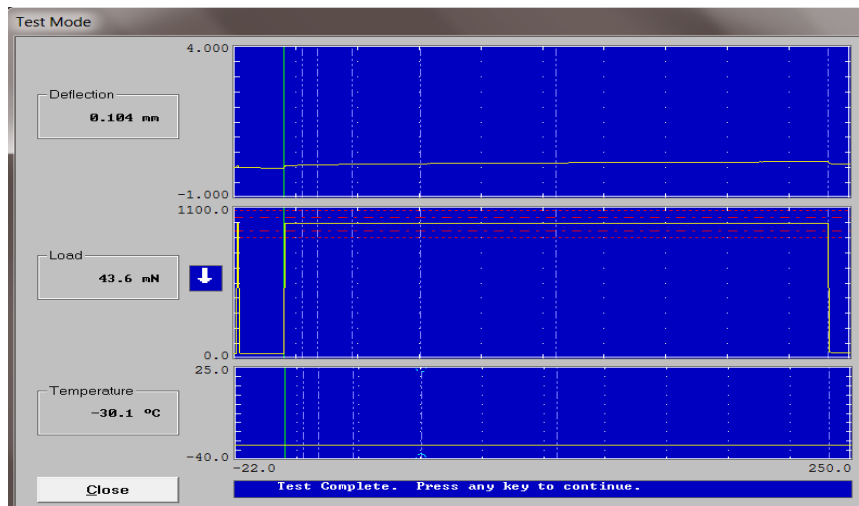 Test Mode
4.000
Deflection
0.104 mm
-1.000
1100.0
Load
43.6 mN
0.0
25.0
Temperature
-30.1 ºC
-40.0
-22.0 250.0
Close
Test Complete. Press any key to continue.